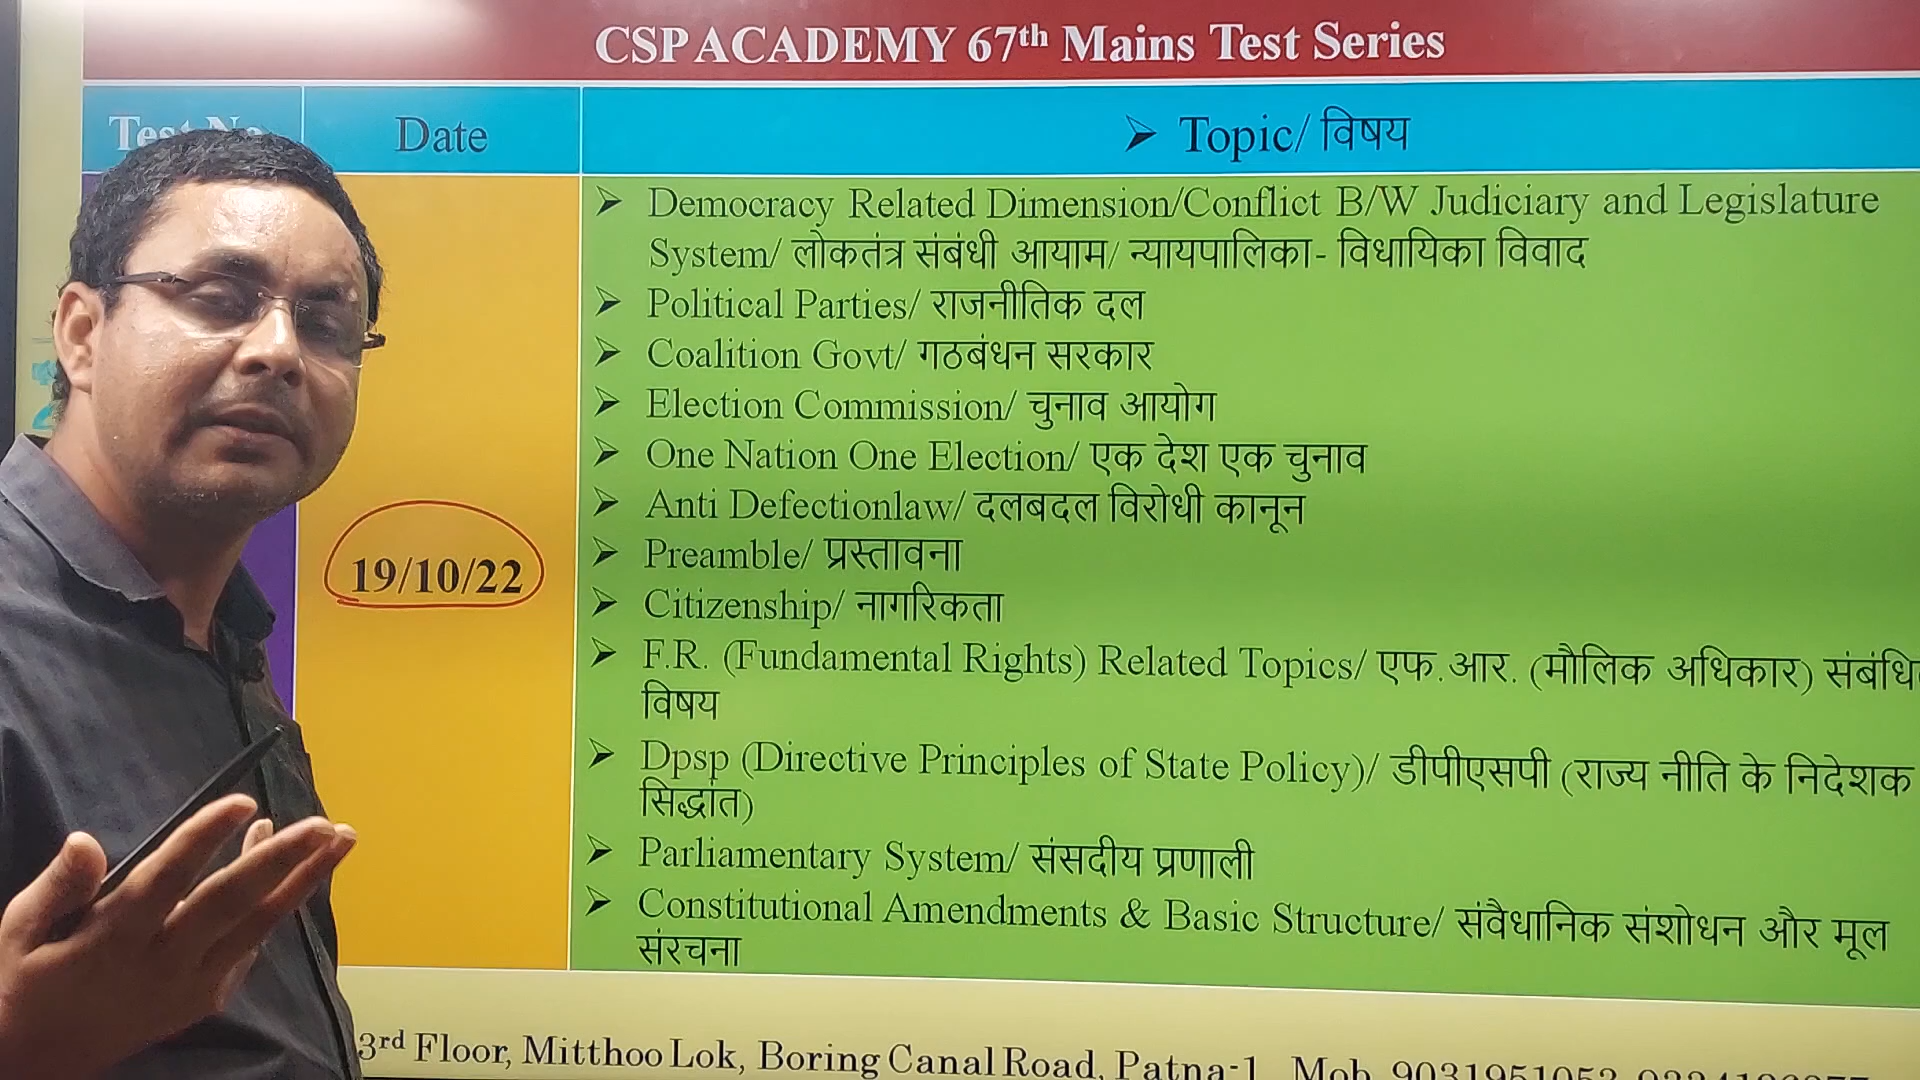 CSP ACADEMY 67th Mains Test Series
Date
➤ Topic/ विषय
➤ Democracy Related Dimension/Conflict B/W Judiciary and Legislature
System/ लोकतंत्र संबंधी आयाम/ न्यायपालिका- विधायिका विवाद
➤ Political Parties/ राजनीतिक दल
➤ Coalition Govt/ गठबंधन सरकार
➤ Election Commission/ चुनाव आयोग
➤ One Nation One Election/ एक देश एक चुनाव
➤ Anti Defectionlaw/ दलबदल विरोधी कानून
19/10/22
➤ Preamble/ प्रस्तावना
➤ Citizenship/ नागरिकता
➤ F.R. (Fundamental Rights) Related Topics/ एफ.आर. (मौलिक अधिकार)
विषय
➤ Dpsp (Directive Principles of State Policy)/ डीपीएसपी (राज्य नीति के निदेशक
सिद्धांत)
➤ Parliamentary System/ संसदीय प्रणाली
➤ Constitutional Amendments & Basic Structure/ संवैधानिक संशोधन और मूल
संरचना
3rd Floor, Mitthoo Lok, Boring Canal Road, Patna-1 Mob